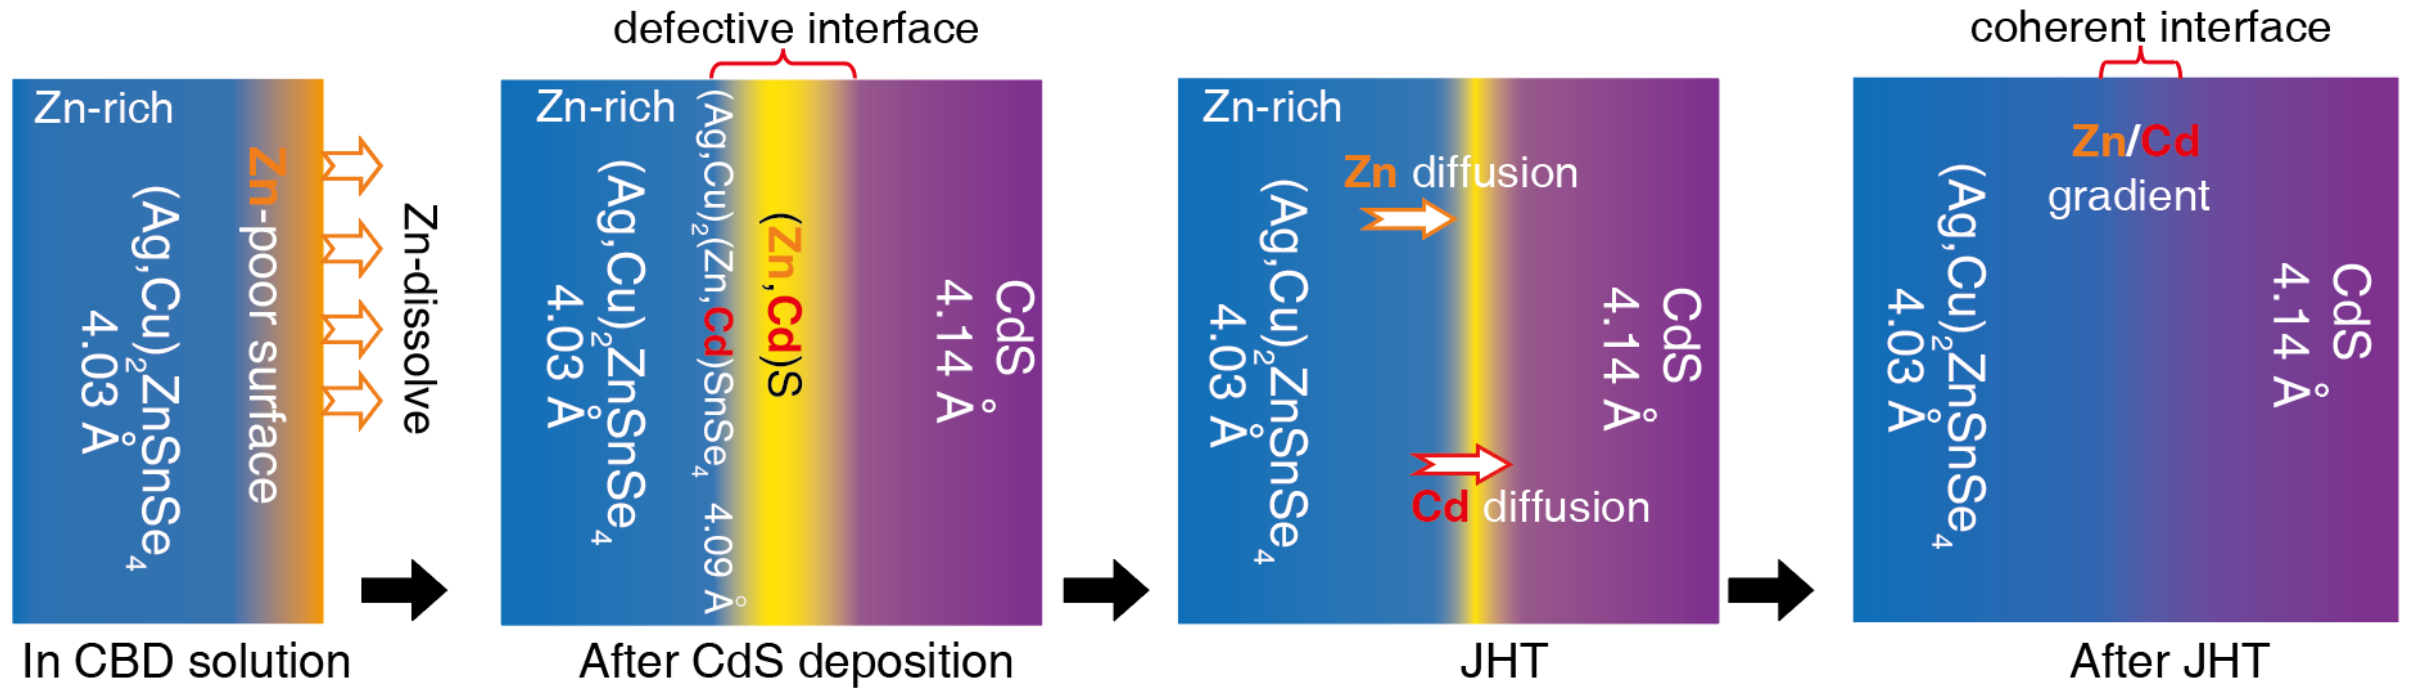 Zn-rich
(Ag,Cu)₂ZnSnSe₄
4.03 Å
Zn-poor surface
Zn-dissolve
In CBD solution
defective interface
Zn-rich
(Ag,Cu)₂ZnSnSe₄
4.03 Å
(Ag,Cu)₂(Zn,Cd)SnSe₄ 4.09 Å
(Zn,Cd)S
CdS
4.14 Å
After CdS deposition
Zn-rich
Zn diffusion
(Ag,Cu)₂ZnSnSe₄
4.03 Å
Cd diffusion
CdS
4.14 Å
JHT
coherent interface
Zn/Cd
gradient
(Ag,Cu)₂ZnSnSe₄
4.03 Å
CdS
4.14 Å
After JHT